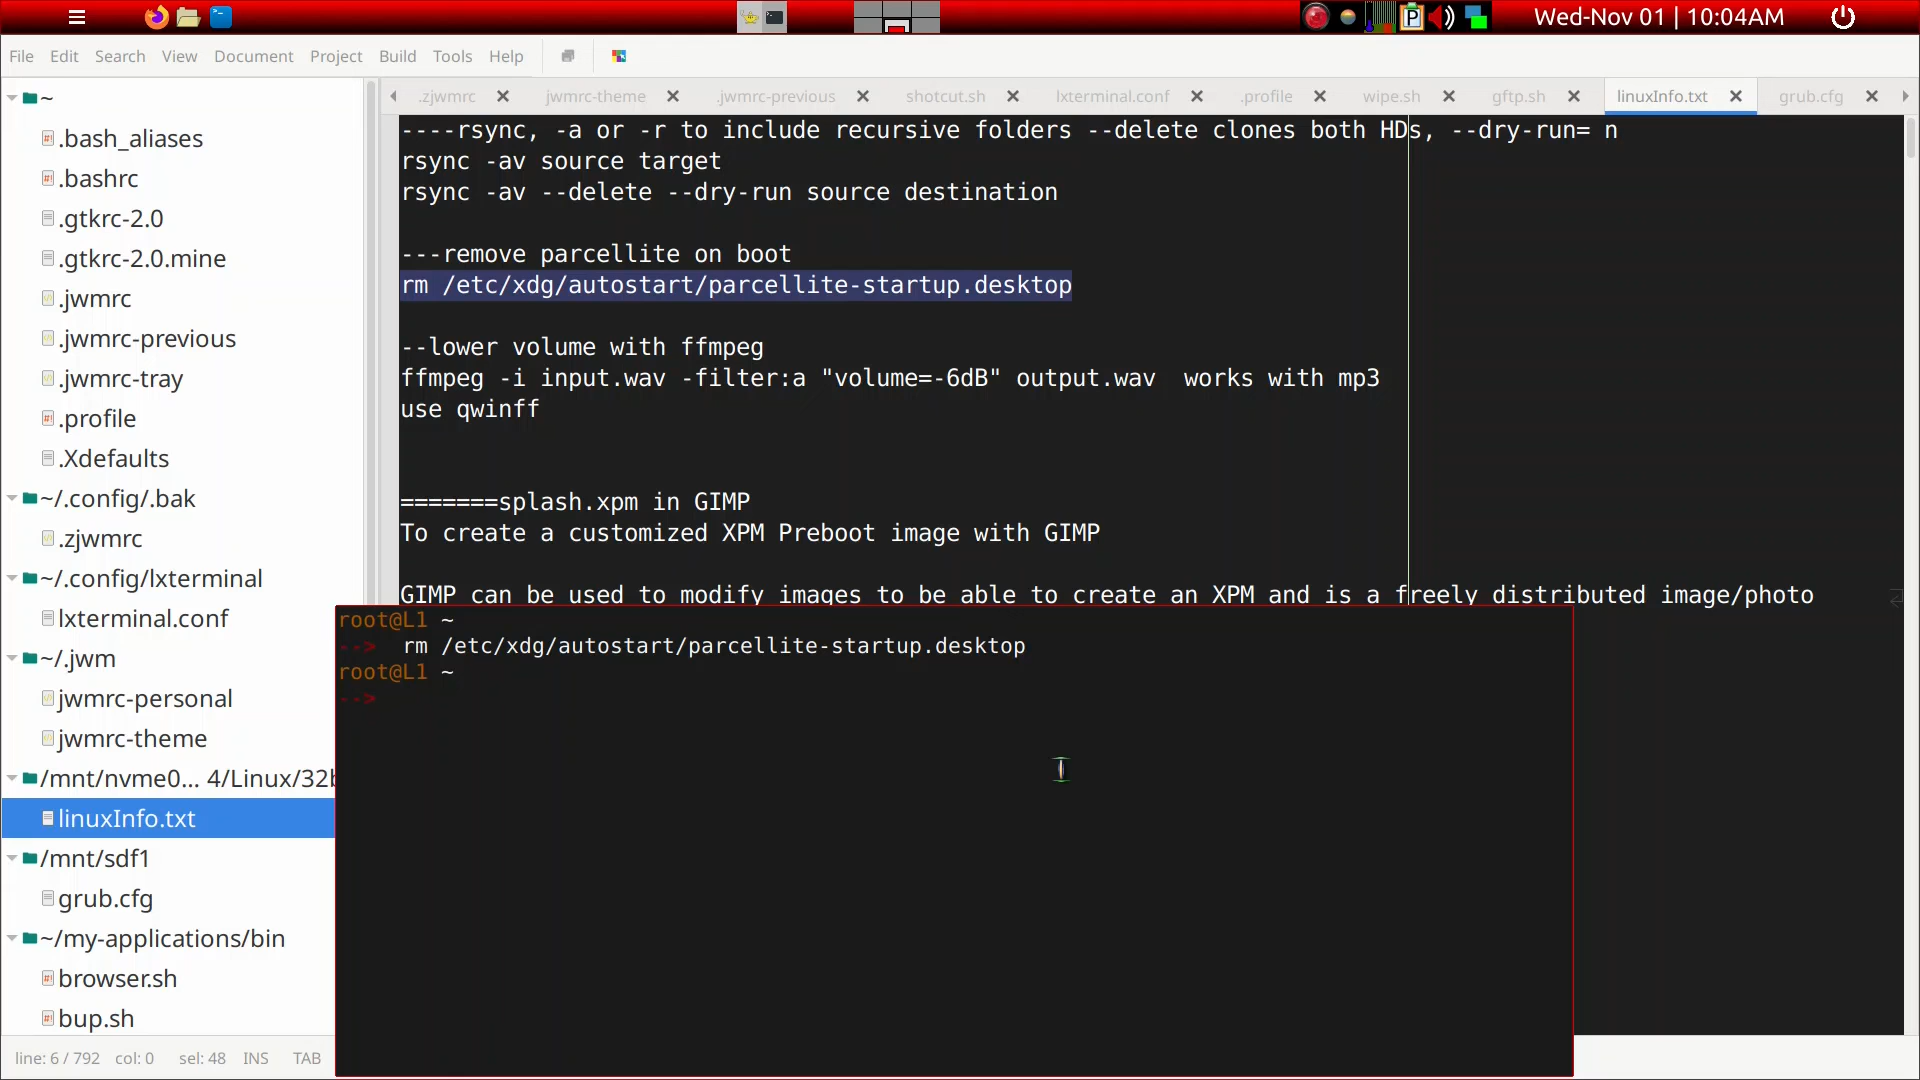 Wed-Nov 01 | 10:04AM
File Edit Search View Document Project Build Tools Help
.zjwmrc jwmrc-theme .jwmrc-previous shotcut.sh lxterminal.conf .profile wipe.sh gftp.sh linuxInfo.txt grub.cfg
~
.bash_aliases
.bashrc
.gtkrc-2.0
.gtkrc-2.0.mine
.jwmrc
.jwmrc-previous
.jwmrc-tray
.profile
.Xdefaults
~/.config/.bak
.zjwmrc
~/.config/lxterminal
lxterminal.conf
~/.jwm
jwmrc-personal
jwmrc-theme
/mnt/nvme0... 4/Linux/32b
linuxInfo.txt
/mnt/sdf1
grub.cfg
~/my-applications/bin
browser.sh
bup.sh
----rsync, -a or -r to include recursive folders --delete clones both HDs, --dry-run= n
rsync -av source target
rsync -av --delete --dry-run source destination
---remove parcellite on boot
rm /etc/xdg/autostart/parcellite-startup.desktop
--lower volume with ffmpeg
ffmpeg -i input.wav -filter:a "volume=-6dB" output.wav  works with mp3
use qwinff
=======splash.xpm in GIMP
To create a customized XPM Preboot image with GIMP
GIMP can be used to modify images to be able to create an XPM and is a freely distributed image/photo
root@L1 ~
--> rm /etc/xdg/autostart/parcellite-startup.desktop
root@L1 ~
-->
line: 6 / 792 col: 0 sel: 48 INS TAB